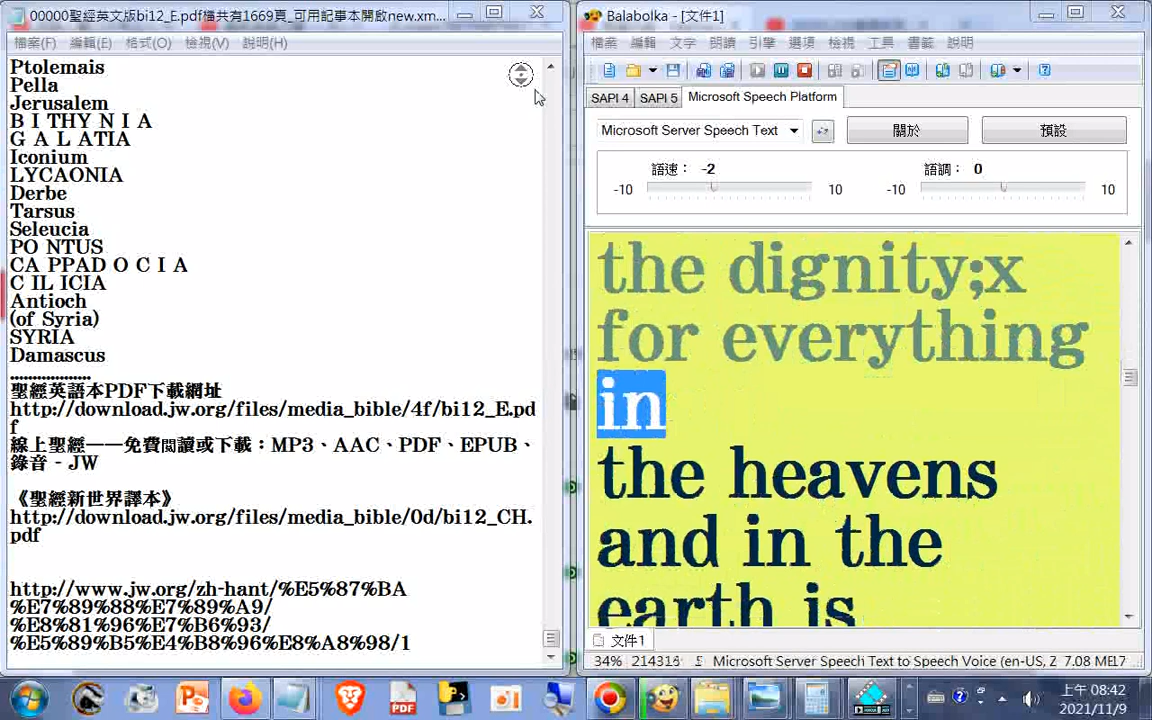 00000聖經英文版bi12_E.pdf檔共有1669頁_可用記事本開啟new.xm...
檔案(F) 編輯(E) 格式(O) 檢視(V) 說明(H)
Ptolemais
Pella
Jerusalem
B I THY N I A
G A L ATIA
Iconium
LYCAONIA
Derbe
Tarsus
Seleucia
PO NTUS
CA PPAD O C I A
C IL ICIA
Antioch
(of Syria)
SYRIA
Damascus
..................
聖經英語本PDF下載網址
http://download.jw.org/files/media_bible/4f/bi12_E.pd
f
線上聖經——免費閱讀或下載：MP3、AAC、PDF、EPUB、
錄音 - JW
《聖經新世界譯本》
http://download.jw.org/files/media_bible/0d/bi12_CH.
pdf
http://www.jw.org/zh-hant/%E5%87%BA
%E7%89%88%E7%89%A9/
%E8%81%96%E7%B6%93/
%E5%89%B5%E4%B8%96%E8%A8%98/1
Balabolka - [文件1]
檔案 編輯 文字 朗讀 引擎 選項 檢視 工具 書籤 說明
SAPI 4 SAPI 5 Microsoft Speech Platform
Microsoft Server Speech Text 關於 預設
語速： -2 語調： 0
-10 10 -10 10
the dignity;x
for everything
in
the heavens
and in the
earth is
文件1
34% Microsoft Server Speech Text to Speech Voice (en-US, Z 7.08 ME
PDF
上午 08:42
2021/11/9